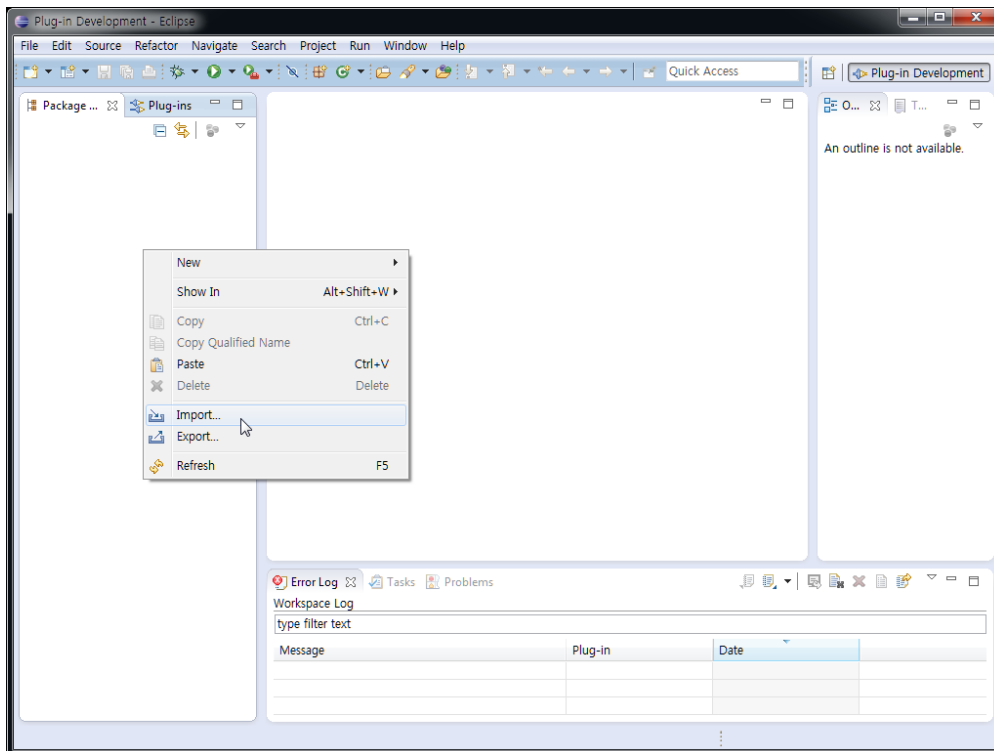 Plug-in Development - Eclipse
File Edit Source Refactor Navigate Search Project Run Window Help
Quick Access
Plug-in Development
Package ... Plug-ins
O... T...
An outline is not available.
New
Show In Alt+Shift+W
Copy Ctrl+C
Copy Qualified Name
Paste Ctrl+V
Delete Delete
Import...
Export...
Refresh F5
Error Log Tasks Problems
Workspace Log
type filter text
Message Plug-in Date